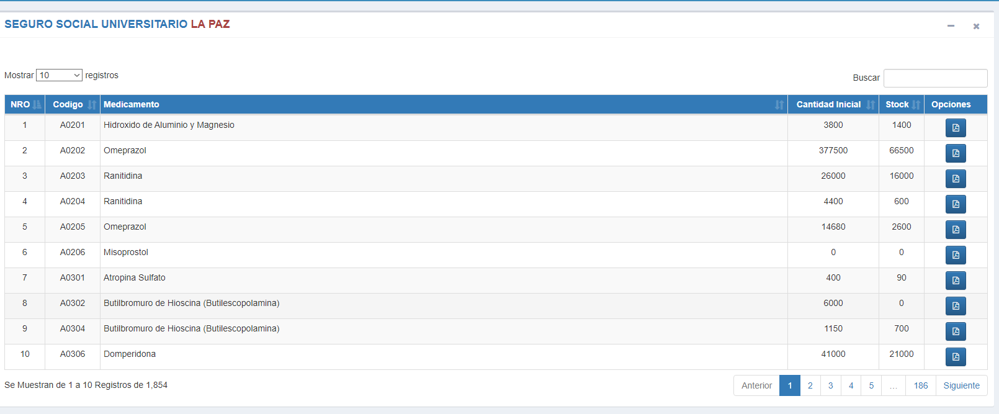 SEGURO SOCIAL UNIVERSITARIO LA PAZ
Mostrar 10 registros
Buscar
NRO Codigo Medicamento Cantidad Inicial Stock Opciones
1 A0201 Hidroxido de Aluminio y Magnesio 3800 1400
2 A0202 Omeprazol 377500 66500
3 A0203 Ranitidina 26000 16000
4 A0204 Ranitidina 4400 600
5 A0205 Omeprazol 14680 2600
6 A0206 Misoprostol 0 0
7 A0301 Atropina Sulfato 400 90
8 A0302 Butilbromuro de Hioscina (Butilescopolamina) 6000 0
9 A0304 Butilbromuro de Hioscina (Butilescopolamina) 1150 700
10 A0306 Domperidona 41000 21000
Se Muestran de 1 a 10 Registros de 1,854
Anterior 1 2 3 4 5 … 186 Siguiente